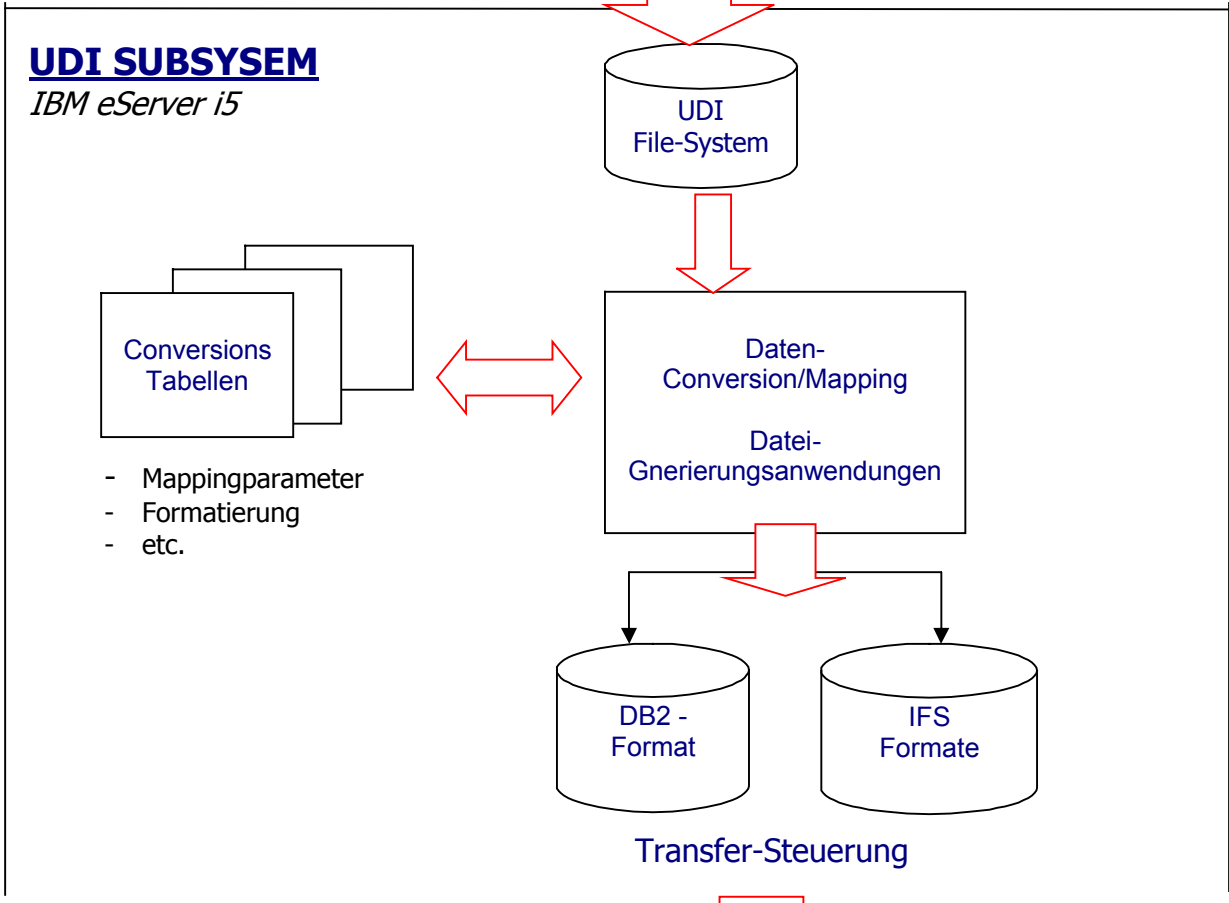 UDI SUBSYSEM
IBM eServer i5
UDI
File-System
Conversions
Tabellen
Daten-
Conversion/Mapping
Datei-
Gnerierungsanwendungen
- Mappingparameter
- Formatierung
- etc.
DB2 -
Format
IFS
Formate
Transfer-Steuerung